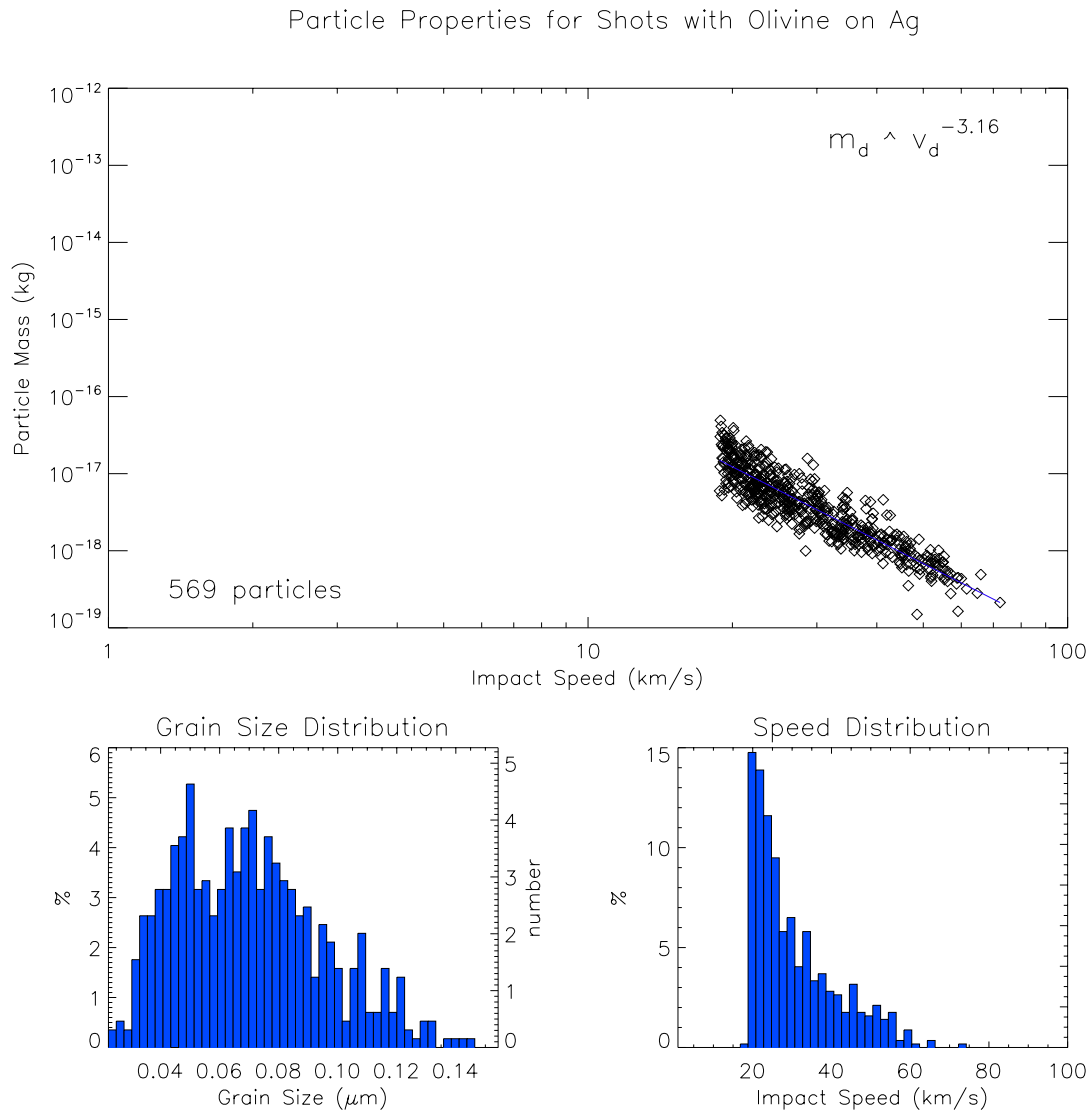 Particle Properties for Shots with Olivine on Ag
10^-12
10^-13
10^-14
10^-15
10^-16
10^-17
10^-18
10^-19
Particle Mass (kg)
m_d ^ v_d^-3.16
569 particles
1 10 100
Impact Speed (km/s)
Grain Size Distribution
6
5
4
3
2
1
0
%
5
4
3
2
1
0
number
0.04 0.06 0.08 0.10 0.12 0.14
Grain Size (μm)
Speed Distribution
15
10
5
0
%
20 40 60 80 100
Impact Speed (km/s)